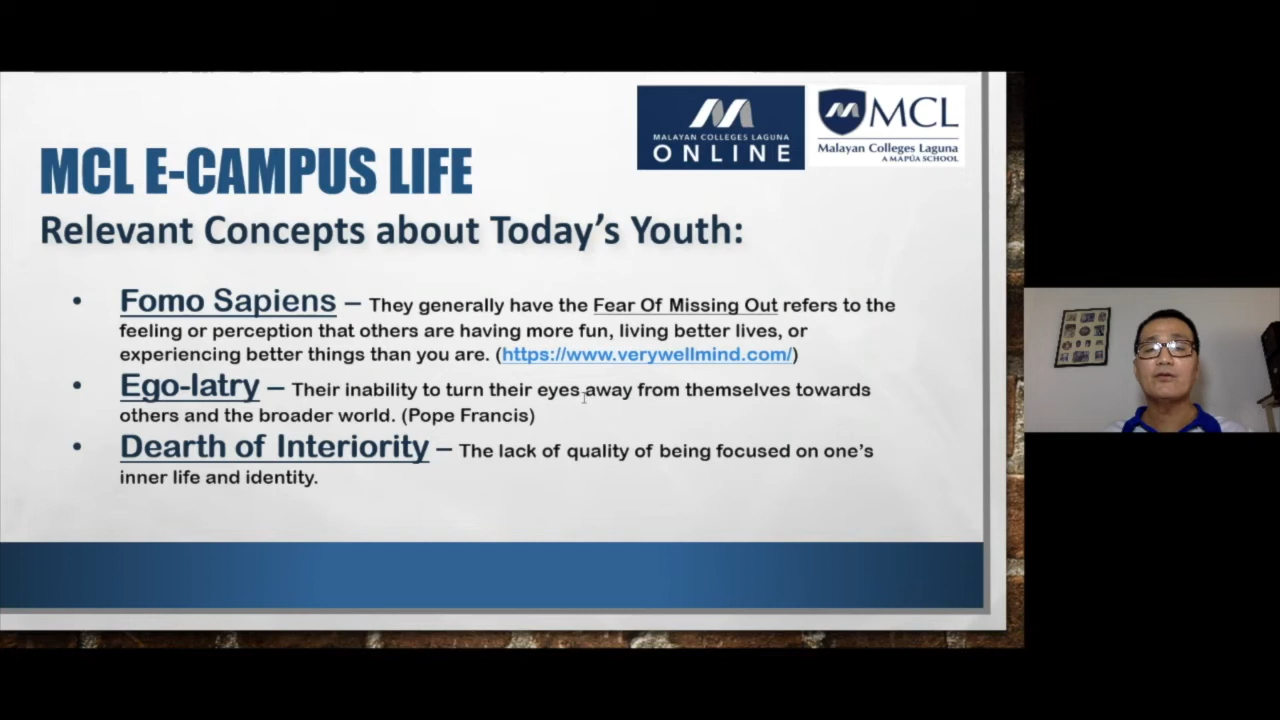 MALAYAN COLLEGES LAGUNA
ONLINE
MCL
Malayan Colleges Laguna
A MAPÚA SCHOOL
MCL E-CAMPUS LIFE
Relevant Concepts about Today's Youth:
• Fomo Sapiens – They generally have the Fear Of Missing Out refers to the
feeling or perception that others are having more fun, living better lives, or
experiencing better things than you are. (https://www.verywellmind.com/)
• Ego-latry – Their inability to turn their eyes away from themselves towards
others and the broader world. (Pope Francis)
• Dearth of Interiority – The lack of quality of being focused on one's
inner life and identity.